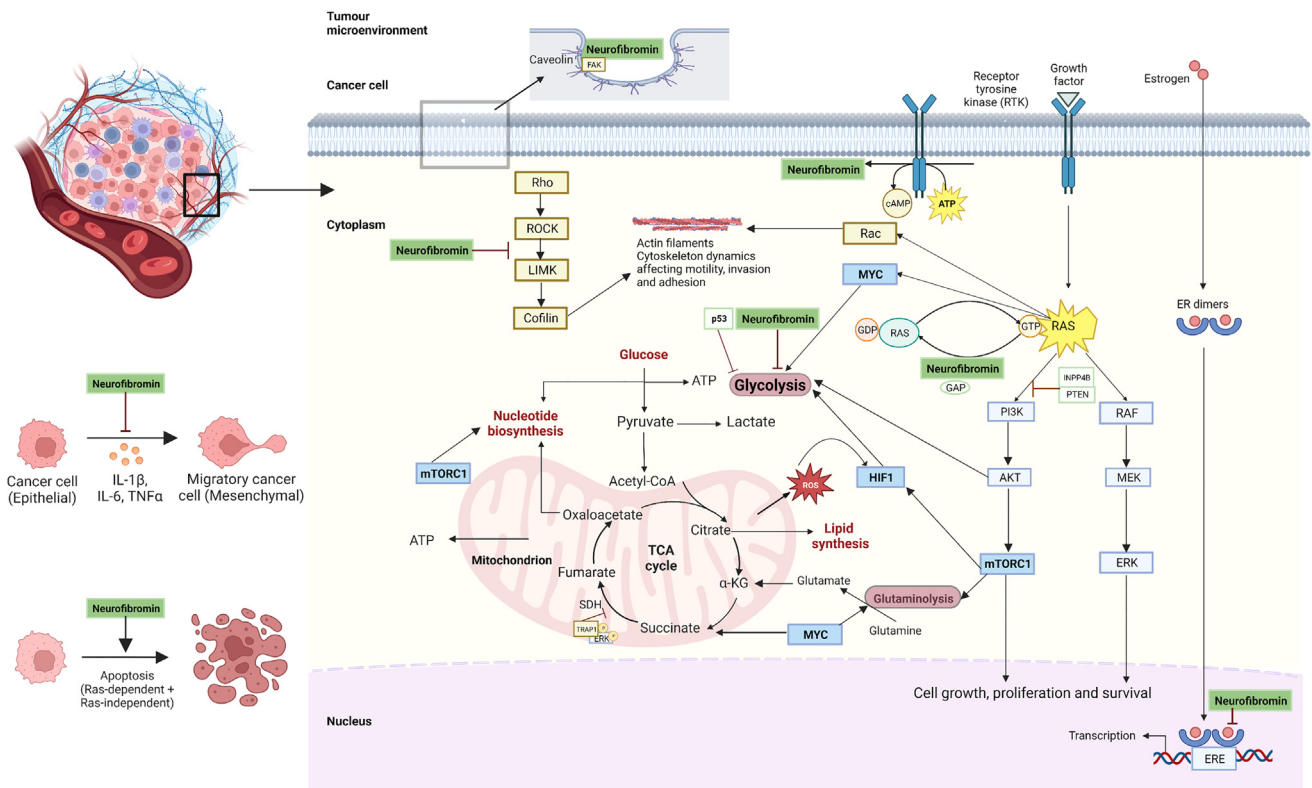 Tumour
microenvironment
Cancer cell
Cytoplasm
Caveolin
Neurofibromin
FAK
Receptor
tyrosine
kinase (RTK)
Growth
factor
Estrogen
Neurofibromin
cAMP
ATP
Rho
ROCK
LIMK
Cofilin
Neurofibromin
Actin filaments
Cytoskeleton dynamics
affecting motility, invasion
and adhesion
Rac
MYC
p53
Neurofibromin
Glycolysis
GDP
RAS
GTP
RAS
Neurofibromin
GAP
ER dimers
INPP4B
PTEN
PI3K
RAF
AKT
MEK
mTORC1
ERK
Glucose
ATP
Nucleotide
biosynthesis
Pyruvate
Lactate
mTORC1
Acetyl-CoA
ROS
HIF1
Oxaloacetate
Citrate
Lipid
synthesis
ATP
Mitochondrion
TCA
cycle
Fumarate
α-KG
Glutamate
Glutaminolysis
Glutamine
SDH
TRAP1
P
ERK
P
Succinate
MYC
Neurofibromin
Cancer cell
(Epithelial)
IL-1β,
IL-6, TNFα
Migratory cancer
cell (Mesenchymal)
Neurofibromin
Apoptosis
(Ras-dependent +
Ras-independent)
Cell growth, proliferation and survival
Nucleus
Neurofibromin
Transcription
ERE